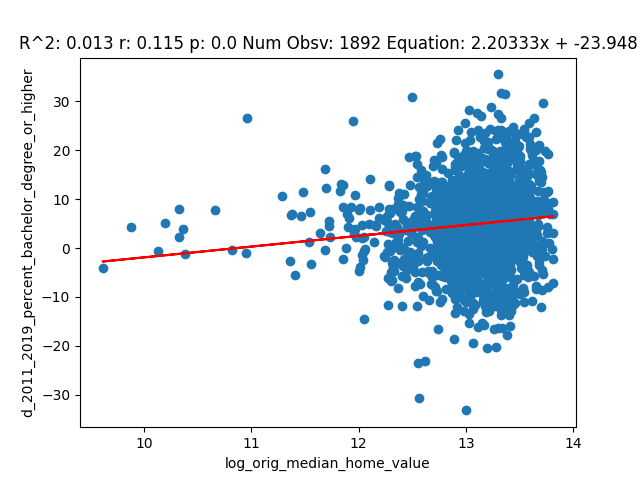 R^2: 0.013 r: 0.115 p: 0.0 Num Obsv: 1892 Equation: 2.20333x + -23.948
d_2011_2019_percent_bachelor_degree_or_higher
30
20
10
0
−10
−20
−30
10 11 12 13 14
log_orig_median_home_value